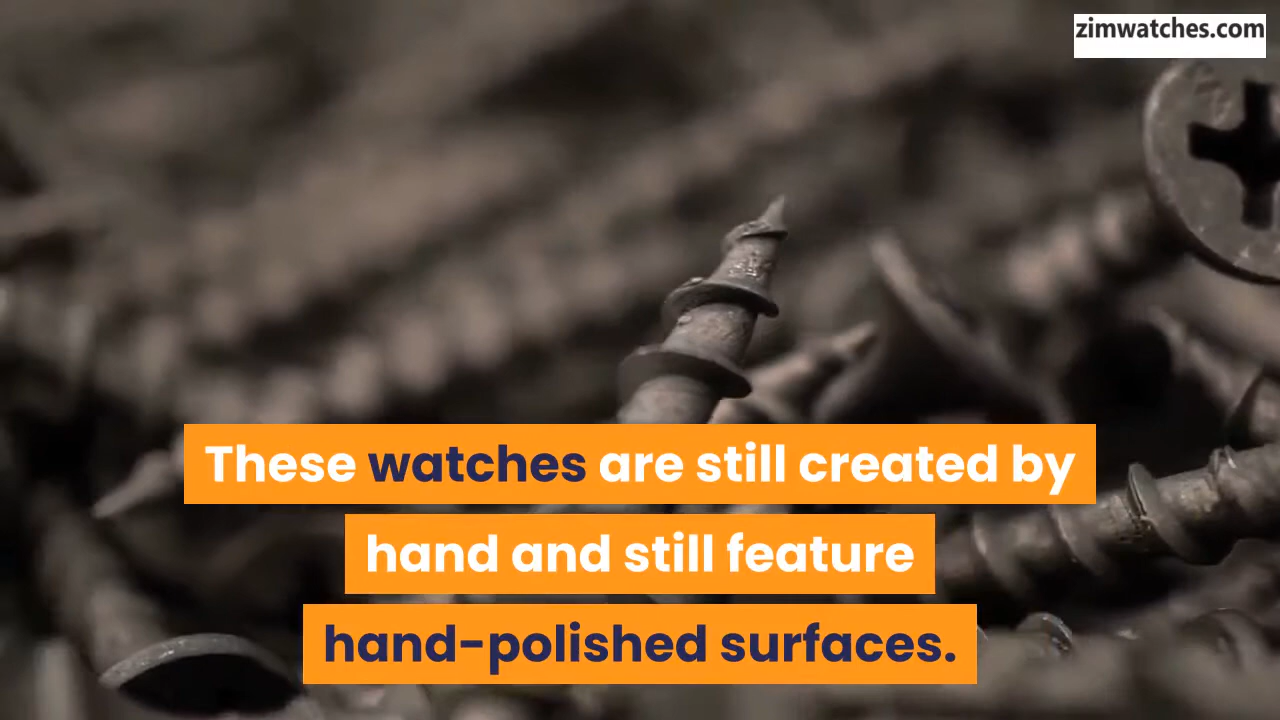 zimwatches.com
These watches are still created by
hand and still feature
hand-polished surfaces.